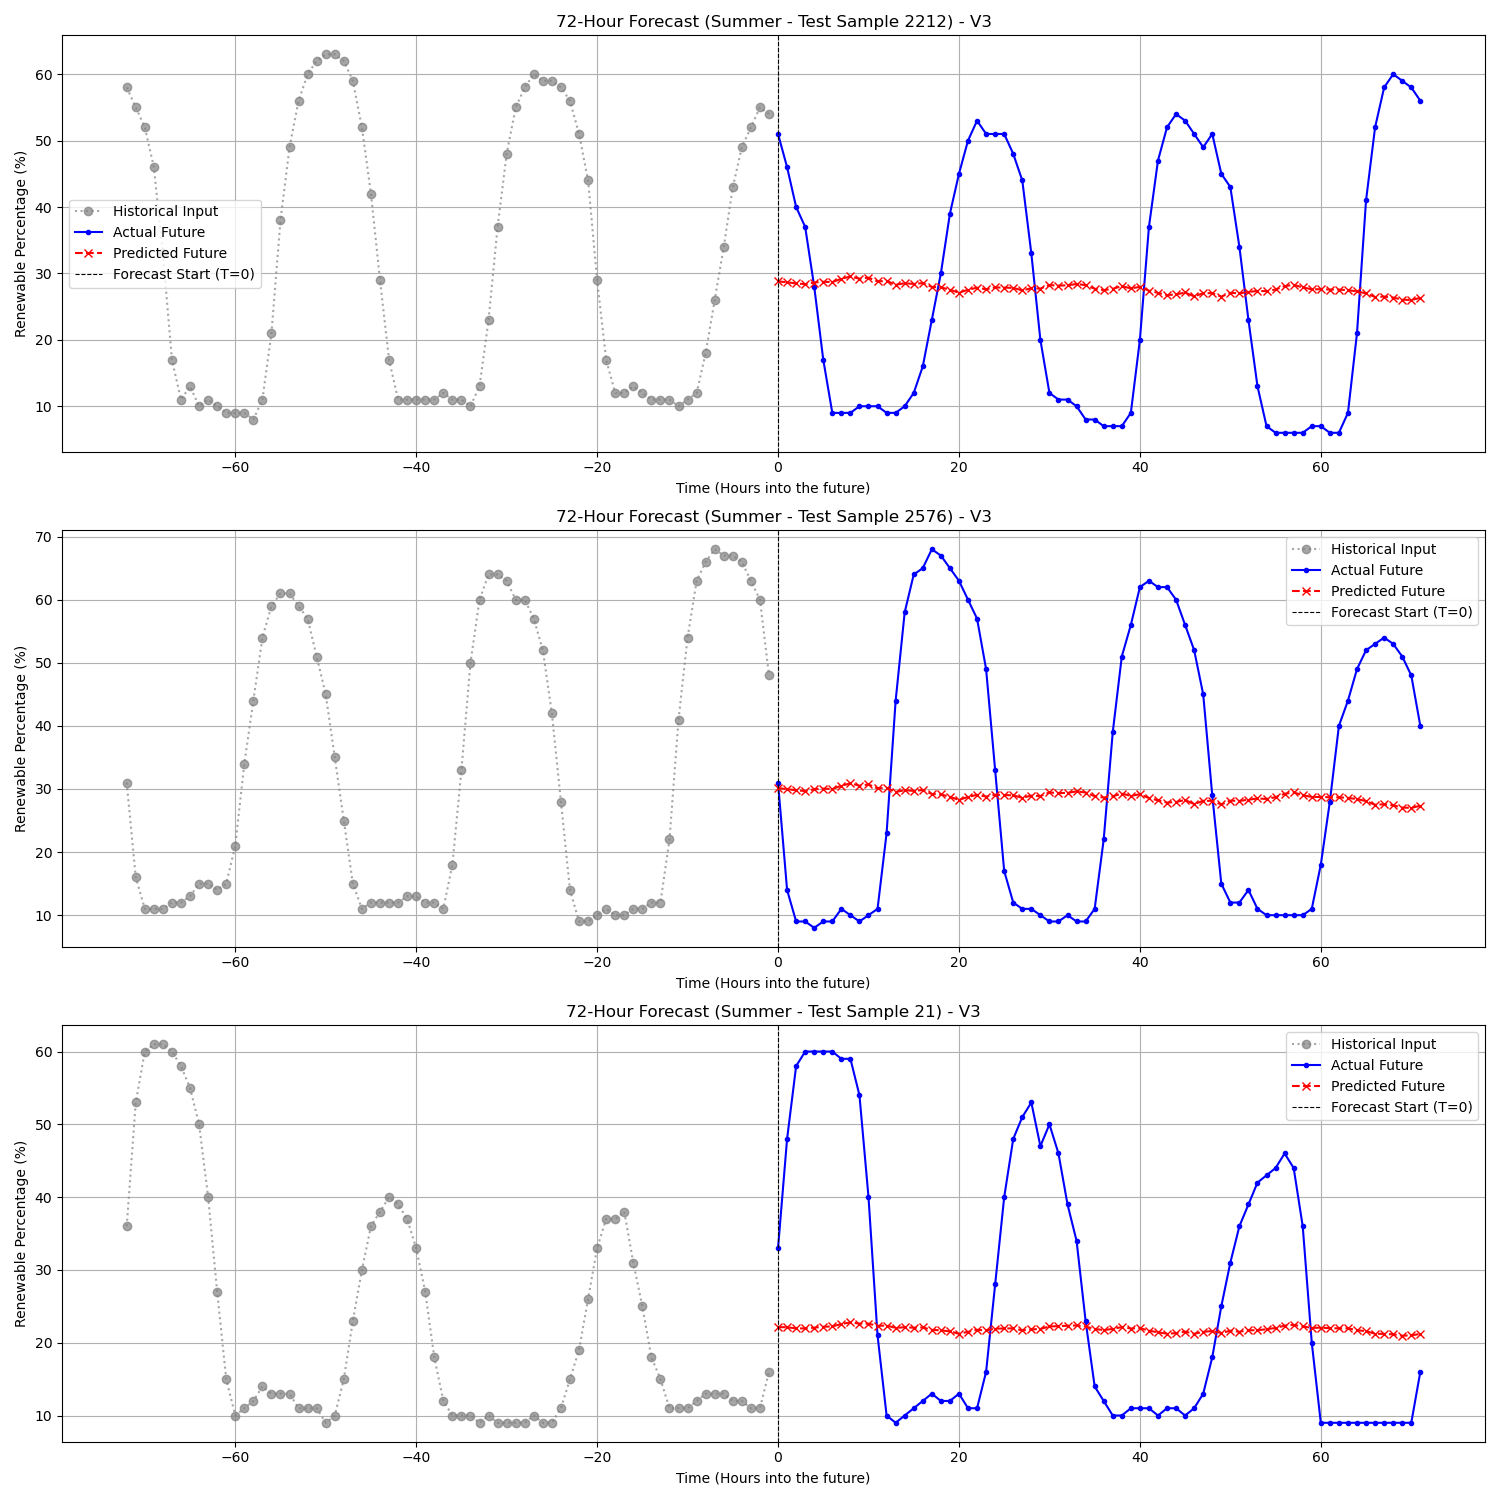 72-Hour Forecast (Summer - Test Sample 2212) - V3
Renewable Percentage (%)
60
50
40
30
20
10
Historical Input
Actual Future
Predicted Future
Forecast Start (T=0)
−60 −40 −20 0 20 40 60
Time (Hours into the future)
72-Hour Forecast (Summer - Test Sample 2576) - V3
Renewable Percentage (%)
70
60
50
40
30
20
10
Historical Input
Actual Future
Predicted Future
Forecast Start (T=0)
−60 −40 −20 0 20 40 60
Time (Hours into the future)
72-Hour Forecast (Summer - Test Sample 21) - V3
Renewable Percentage (%)
60
50
40
30
20
10
Historical Input
Actual Future
Predicted Future
Forecast Start (T=0)
−60 −40 −20 0 20 40 60
Time (Hours into the future)